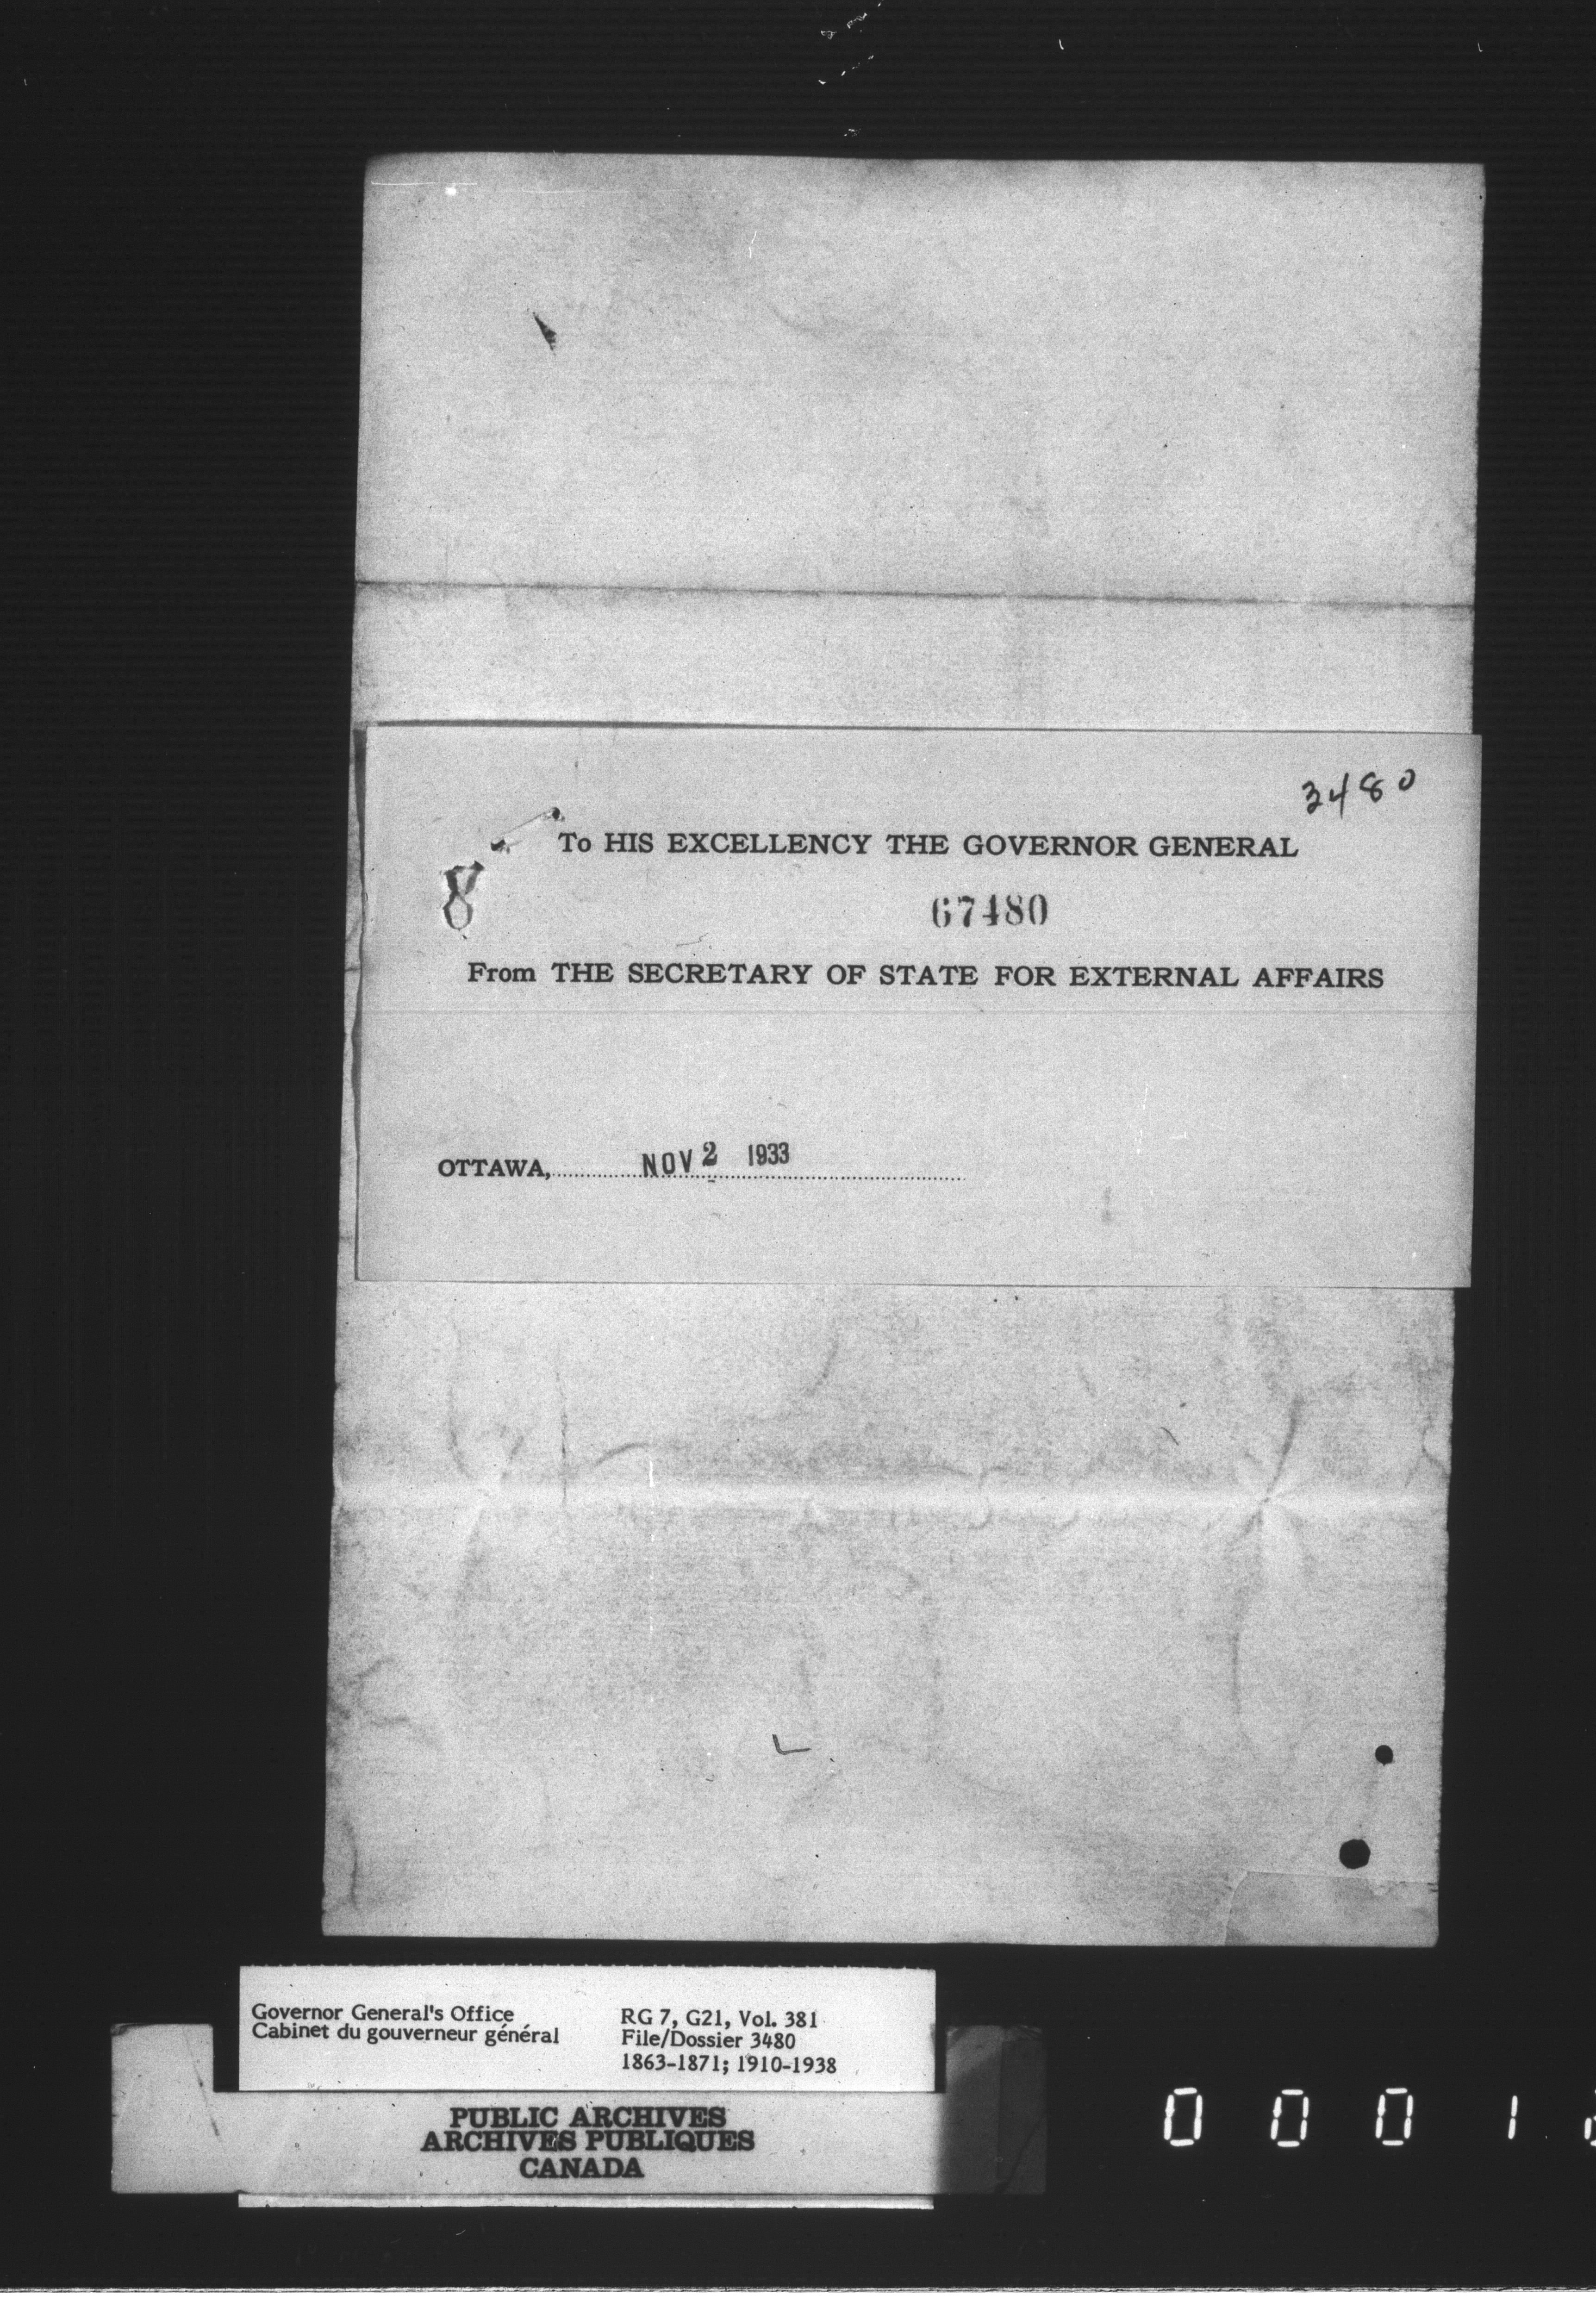 3480
To HIS EXCELLENCY THE GOVERNOR GENERAL
67480
From THE SECRETARY OF STATE FOR EXTERNAL AFFAIRS
OTTAWA, NOV 2 1933
Governor General's Office
Cabinet du gouverneur général
RG 7, G21, Vol. 381
File/Dossier 3480
1863-1871; 1910-1938
PUBLIC ARCHIVES
ARCHIVES PUBLIQUES
CANADA
0 0 0 1